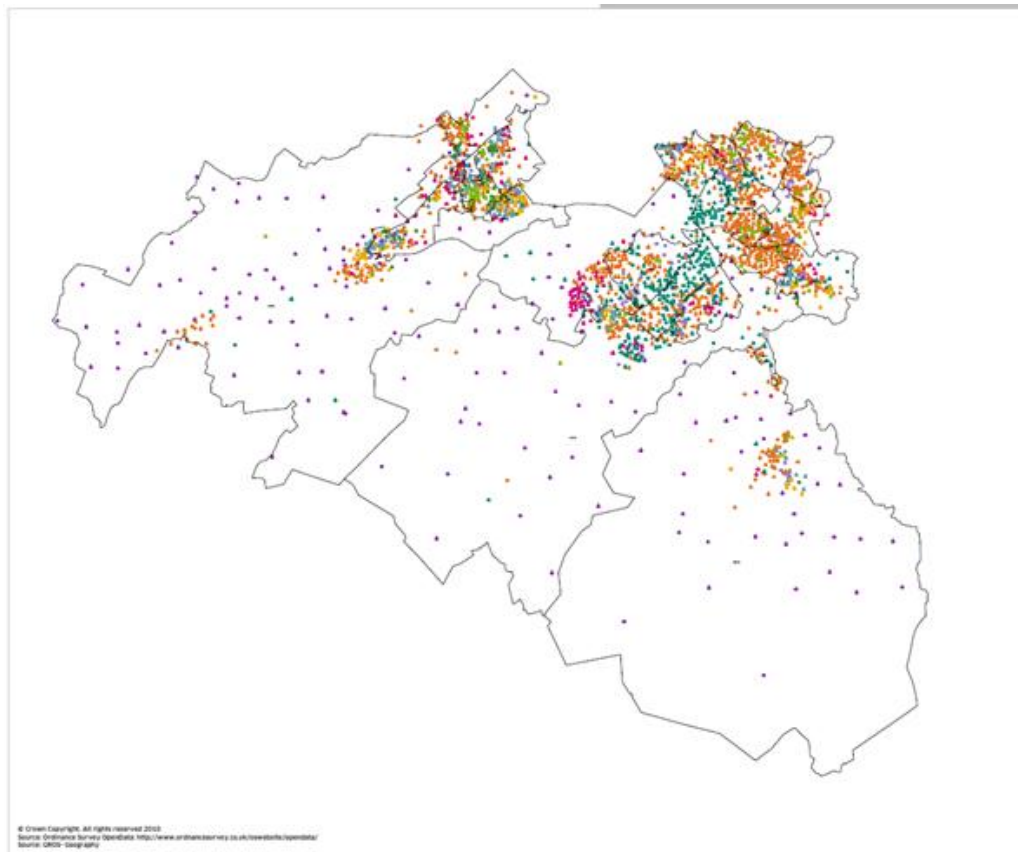 © Crown Copyright. All rights reserved 2010
Source: Ordnance Survey OpenData: http://www.ordnancesurvey.co.uk/oswebsite/opendata/
Source: GROS- Geography